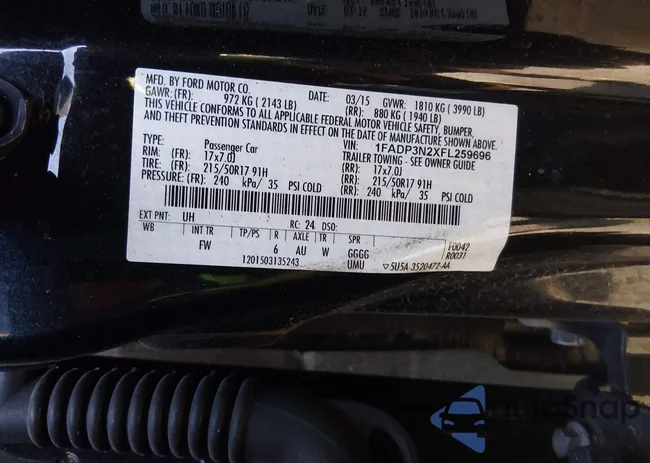 MFD. BY FORD MOTOR CO.
DATE: 03/15 GVWR: 1810 KG ( 3990 LB)
GAWR: (FR): 972 KG ( 2143 LB) (RR): 880 KG ( 1940 LB)
THIS VEHICLE CONFORMS TO ALL APPLICABLE FEDERAL MOTOR VEHICLE SAFETY, BUMPER,
AND THEFT PREVENTION STANDARDS IN EFFECT ON THE DATE OF MANUFACTURE SHOWN ABOVE.
VIN: 1FADP3N2XFL259696
TYPE: Passenger Car TRAILER TOWING - SEE OWNER GUIDE
RIM: (FR) 17x7.0J (RR): 17x7.0J
TIRE: (FR) 215/50R17 91H (RR): 215/50R17 91H
PRESSURE: (FR) 240 kPa/ 35 PSI COLD (RR): 240 kPa/ 35 PSI COLD
EXT PNT: UH RC: 24 DSO:
WB INT TR TP/PS R AXLE TR SPR
FW 6 AU W GGGG
1201503135243 UMU ▽5U5A-3520472-AA
F0042
R0031
AutoSnap